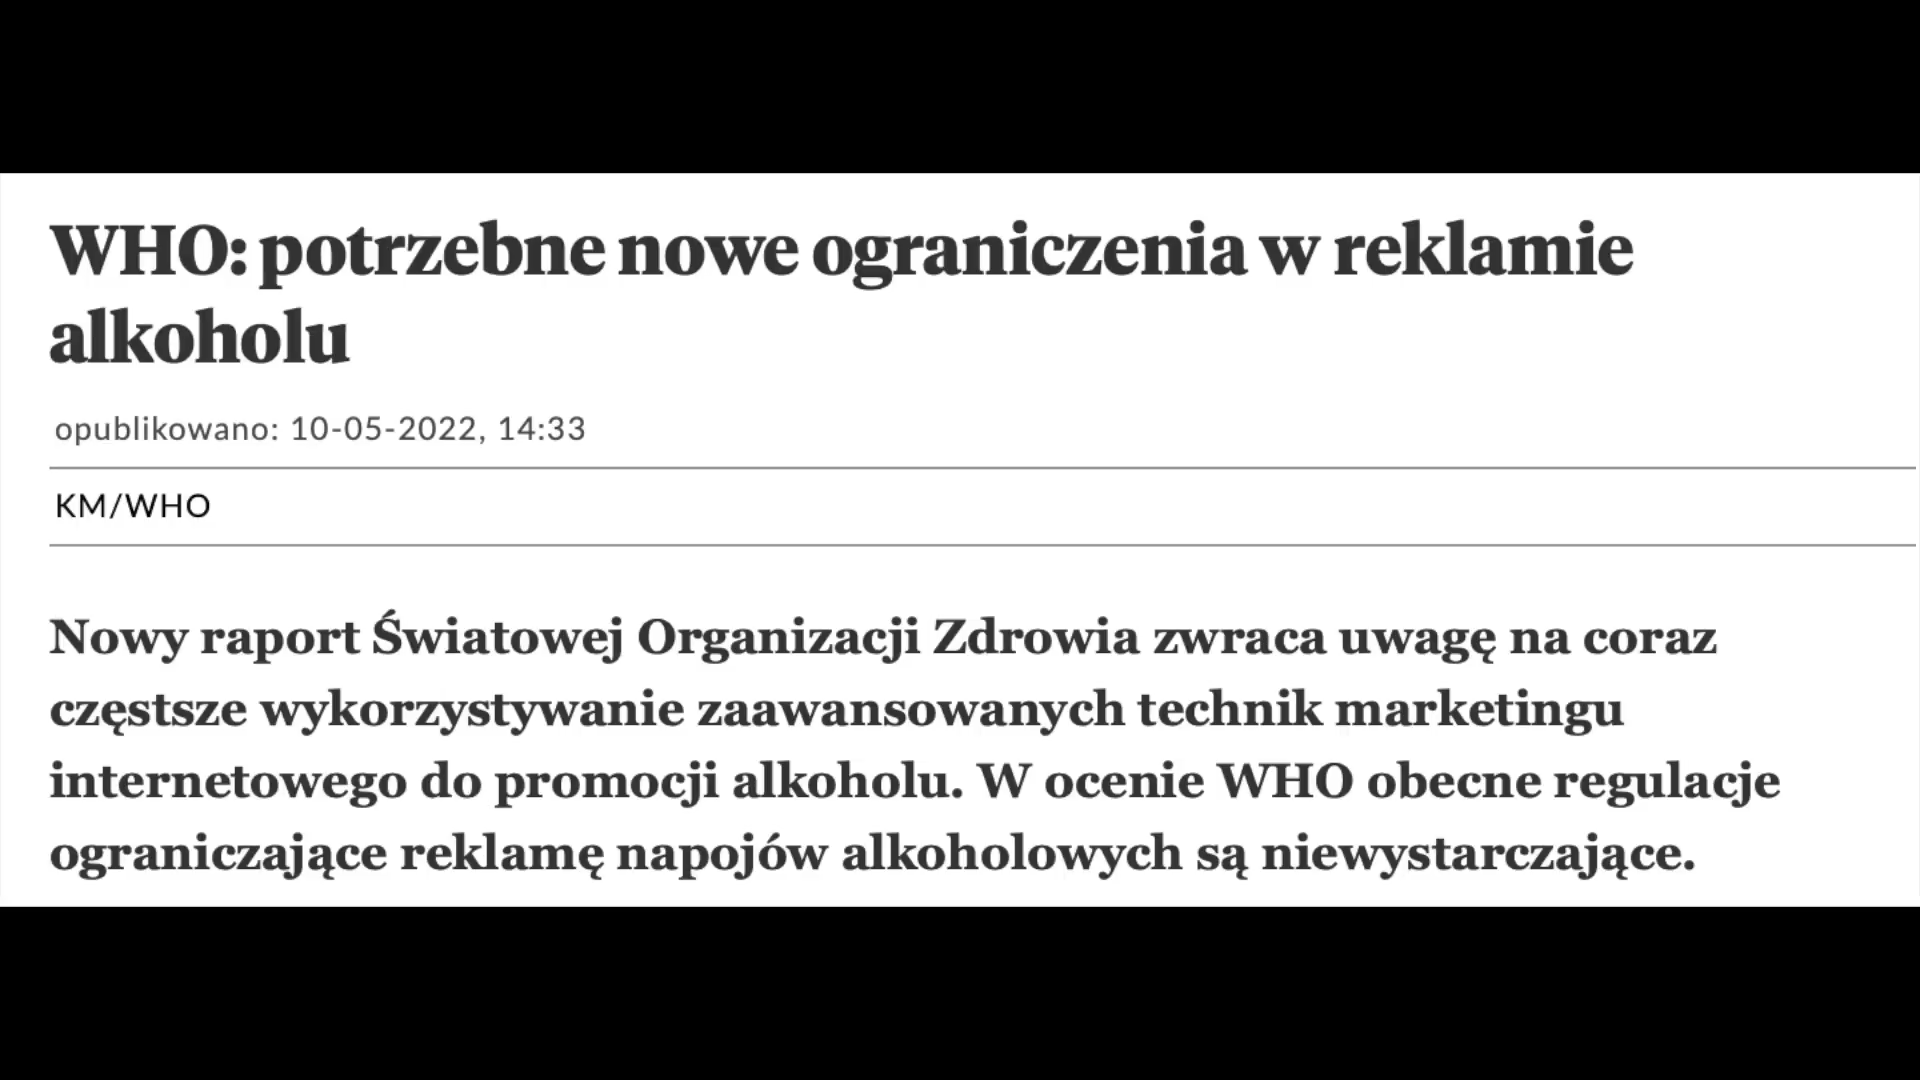 WHO: potrzebne nowe ograniczenia w reklamie
alkoholu
opublikowano: 10-05-2022, 14:33
KM/WHO
Nowy raport Światowej Organizacji Zdrowia zwraca uwagę na coraz
częstsze wykorzystywanie zaawansowanych technik marketingu
internetowego do promocji alkoholu. W ocenie WHO obecne regulacje
ograniczające reklamę napojów alkoholowych są niewystarczające.